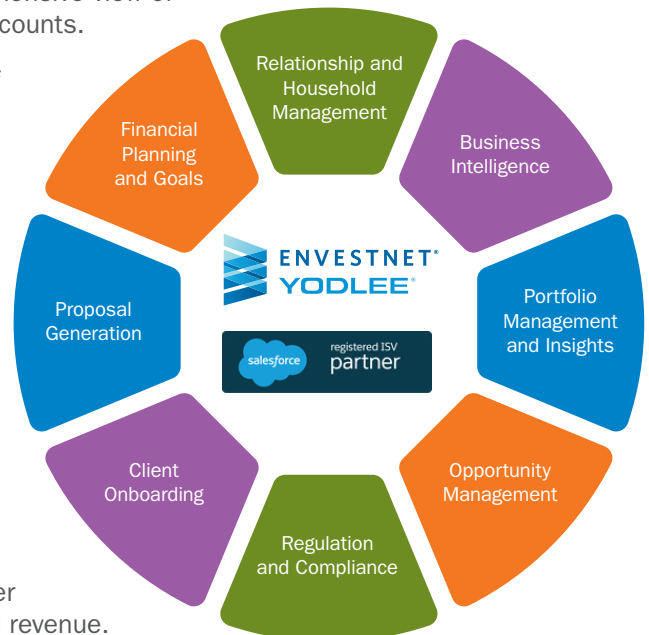 counts.
Relationship and
Household
Management
Business
Intelligence
Portfolio
Management
and Insights
Opportunity
Management
Regulation
and Compliance
Client
Onboarding
Proposal
Generation
Financial
Planning
and Goals
ENVESTNET®
YODLEE®
salesforce
registered ISV
partner
revenue.